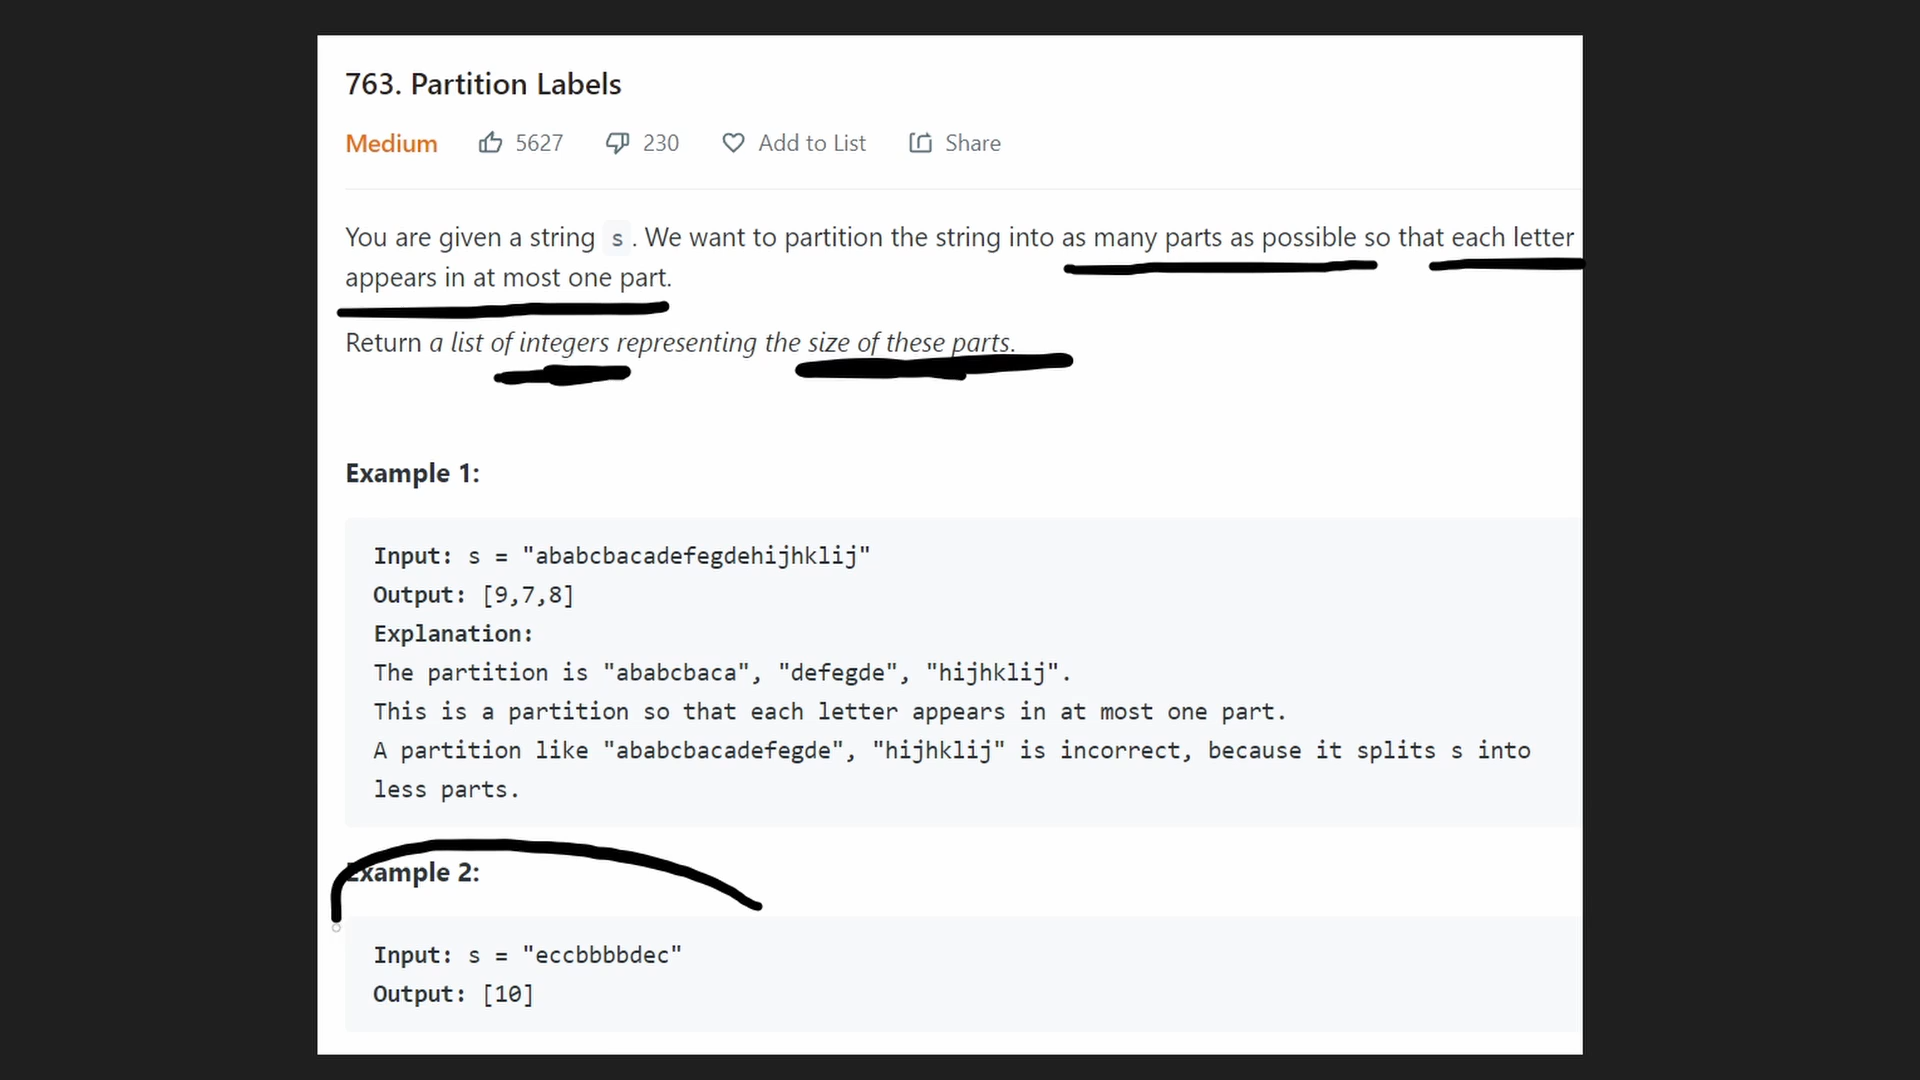 763. Partition Labels
Medium 5627 230 Add to List Share
You are given a string s. We want to partition the string into as many parts as possible so that each letter
appears in at most one part.
Return a list of integers representing the size of these parts.
Example 1:
Input: s = "ababcbacadefegdehijhklij"
Output: [9,7,8]
Explanation:
The partition is "ababcbaca", "defegde", "hijhklij".
This is a partition so that each letter appears in at most one part.
A partition like "ababcbacadefegde", "hijhklij" is incorrect, because it splits s into
less parts.
Example 2:
Input: s = "eccbbbbdec"
Output: [10]